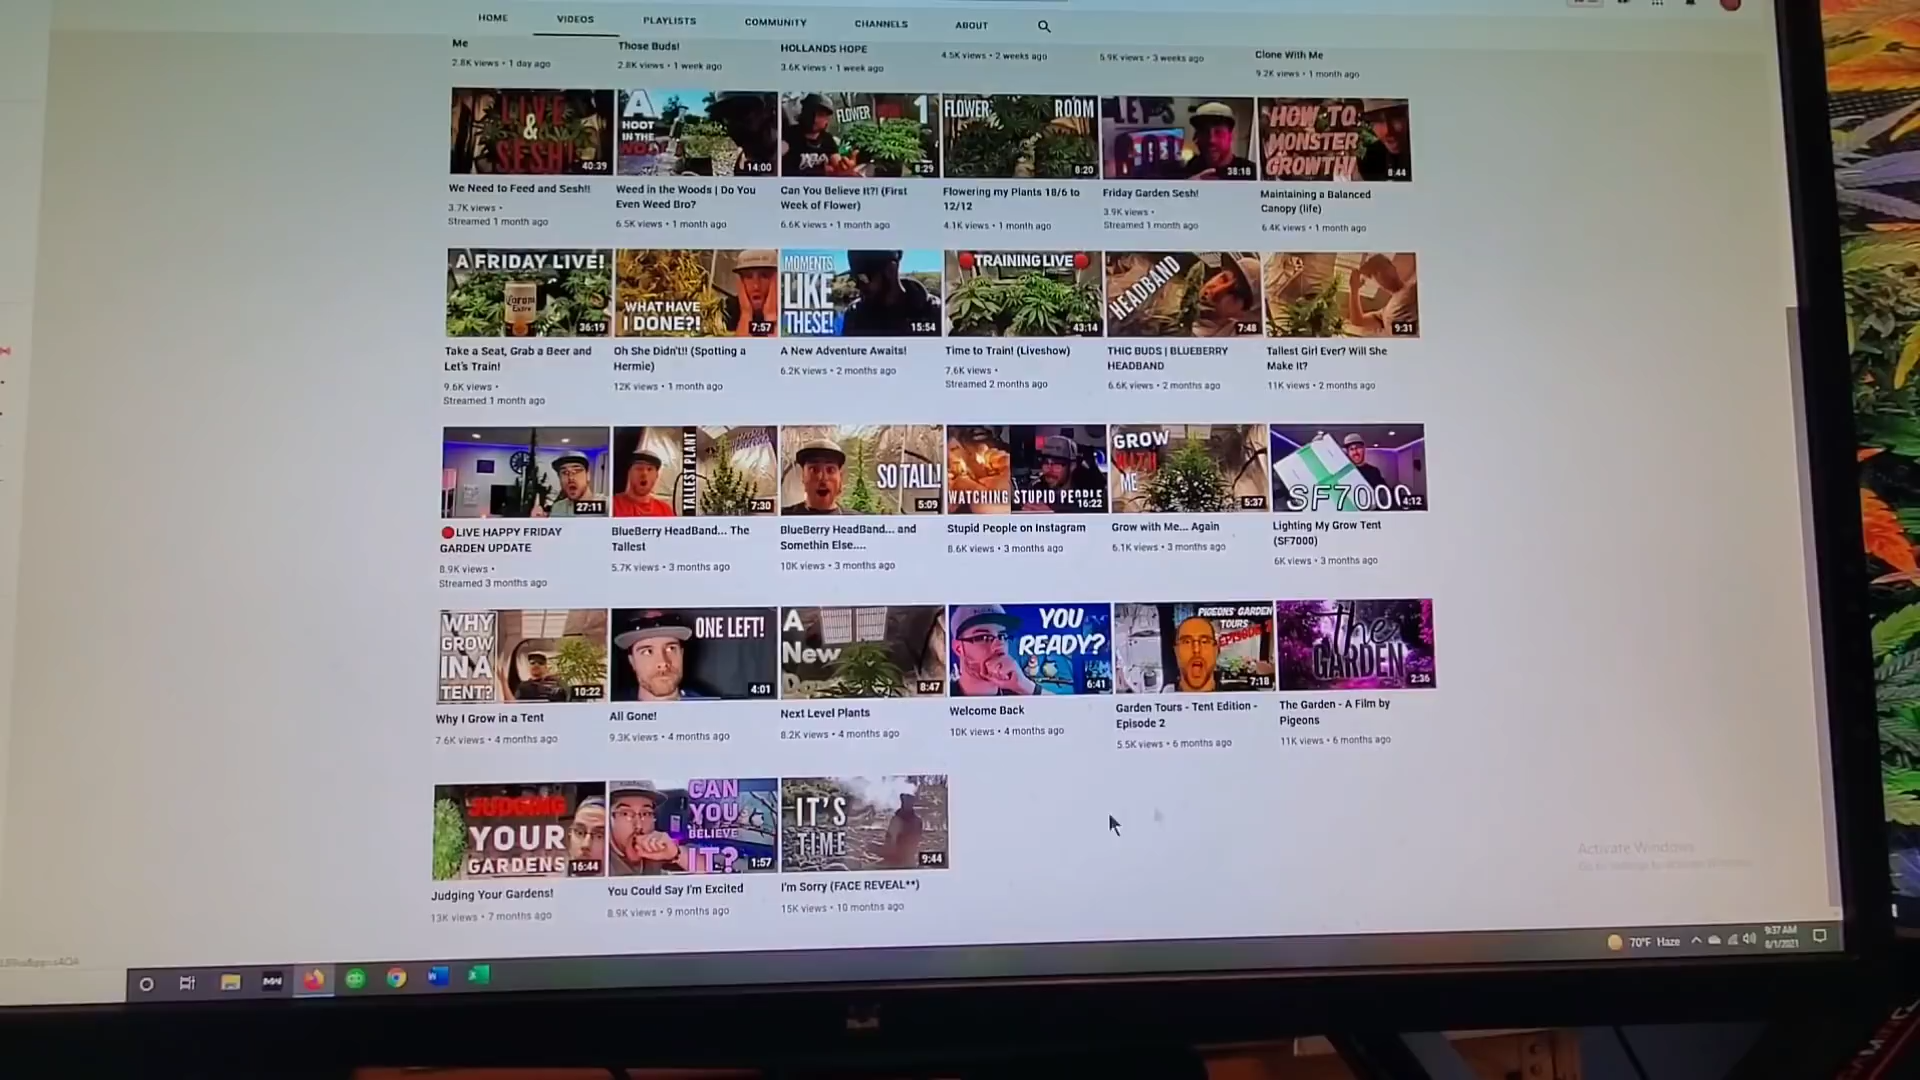 HOME VIDEOS PLAYLISTS COMMUNITY CHANNELS ABOUT
Me
2.8K views • 1 day ago
Those Buds!
2.8K views • 1 week ago
HOLLANDS HOPE
3.6K views • 1 week ago
4.5K views • 2 weeks ago
5.9K views • 3 weeks ago
Clone With Me
9.2K views • 1 month ago
LIVE
&
SESH!
40:39
We Need to Feed and Sesh!!
3.7K views •
Streamed 1 month ago
A
HOOT
IN THE
14:00
Weed in the Woods | Do You
Even Weed Bro?
6.5K views • 1 month ago
FLOWER
1
8:29
Can You Believe It?! (First
Week of Flower)
6.6K views • 1 month ago
FLOWER ROOM
8:20
Flowering my Plants 18/6 to
12/12
4.1K views • 1 month ago
38:18
Friday Garden Sesh!
3.9K views •
Streamed 1 month ago
HOW TO:
MONSTER
GROWTH!
8:44
Maintaining a Balanced
Canopy (life)
6.4K views • 1 month ago
A FRIDAY LIVE!
Corona
Extra
36:19
Take a Seat, Grab a Beer and
Let's Train!
9.6K views •
Streamed 1 month ago
WHAT HAVE
I DONE?!
7:57
Oh She Didn't!! (Spotting a
Hermie)
12K views • 1 month ago
MOMENTS
LIKE
THESE!
15:54
A New Adventure Awaits!
6.2K views • 2 months ago
TRAINING LIVE
43:14
Time to Train! (Liveshow)
7.6K views •
Streamed 2 months ago
HEADBAND
7:48
THIC BUDS | BLUEBERRY
HEADBAND
6.6K views • 2 months ago
9:31
Tallest Girl Ever? Will She
Make It?
11K views • 2 months ago
27:11
LIVE HAPPY FRIDAY
GARDEN UPDATE
8.9K views •
Streamed 3 months ago
TALLEST PLANT
7:30
BlueBerry HeadBand... The
Tallest
5.7K views • 3 months ago
SO TALL!
5:09
BlueBerry HeadBand... and
Somethin Else....
10K views • 3 months ago
WATCHING STUPID PEOPLE
16:22
Stupid People on Instagram
8.6K views • 3 months ago
GROW
WITH
ME
5:37
Grow with Me... Again
6.1K views • 3 months ago
SF7000
4:12
Lighting My Grow Tent
(SF7000)
6K views • 3 months ago
WHY
GROW
IN A
TENT?
10:22
Why I Grow in a Tent
7.6K views • 4 months ago
ONE LEFT!
4:01
All Gone!
9.3K views • 4 months ago
A
New
8:47
Next Level Plants
8.2K views • 4 months ago
YOU
READY?
6:41
Welcome Back
10K views • 4 months ago
PIGEONS' GARDEN
TOURS
EPISODE 2
7:18
Garden Tours - Tent Edition -
Episode 2
5.5K views • 6 months ago
the
GARDEN
2:36
The Garden - A Film by
Pigeons
11K views • 6 months ago
JUDGING
YOUR
GARDENS
16:44
Judging Your Gardens!
13K views • 7 months ago
CAN
YOU
BELIEVE
IT?
1:57
You Could Say I'm Excited
8.9K views • 9 months ago
IT'S
TIME
9:44
I'm Sorry (FACE REVEAL**)
15K views • 10 months ago
Activate Windows
70°F Haze
9:37 AM
8/1/2021